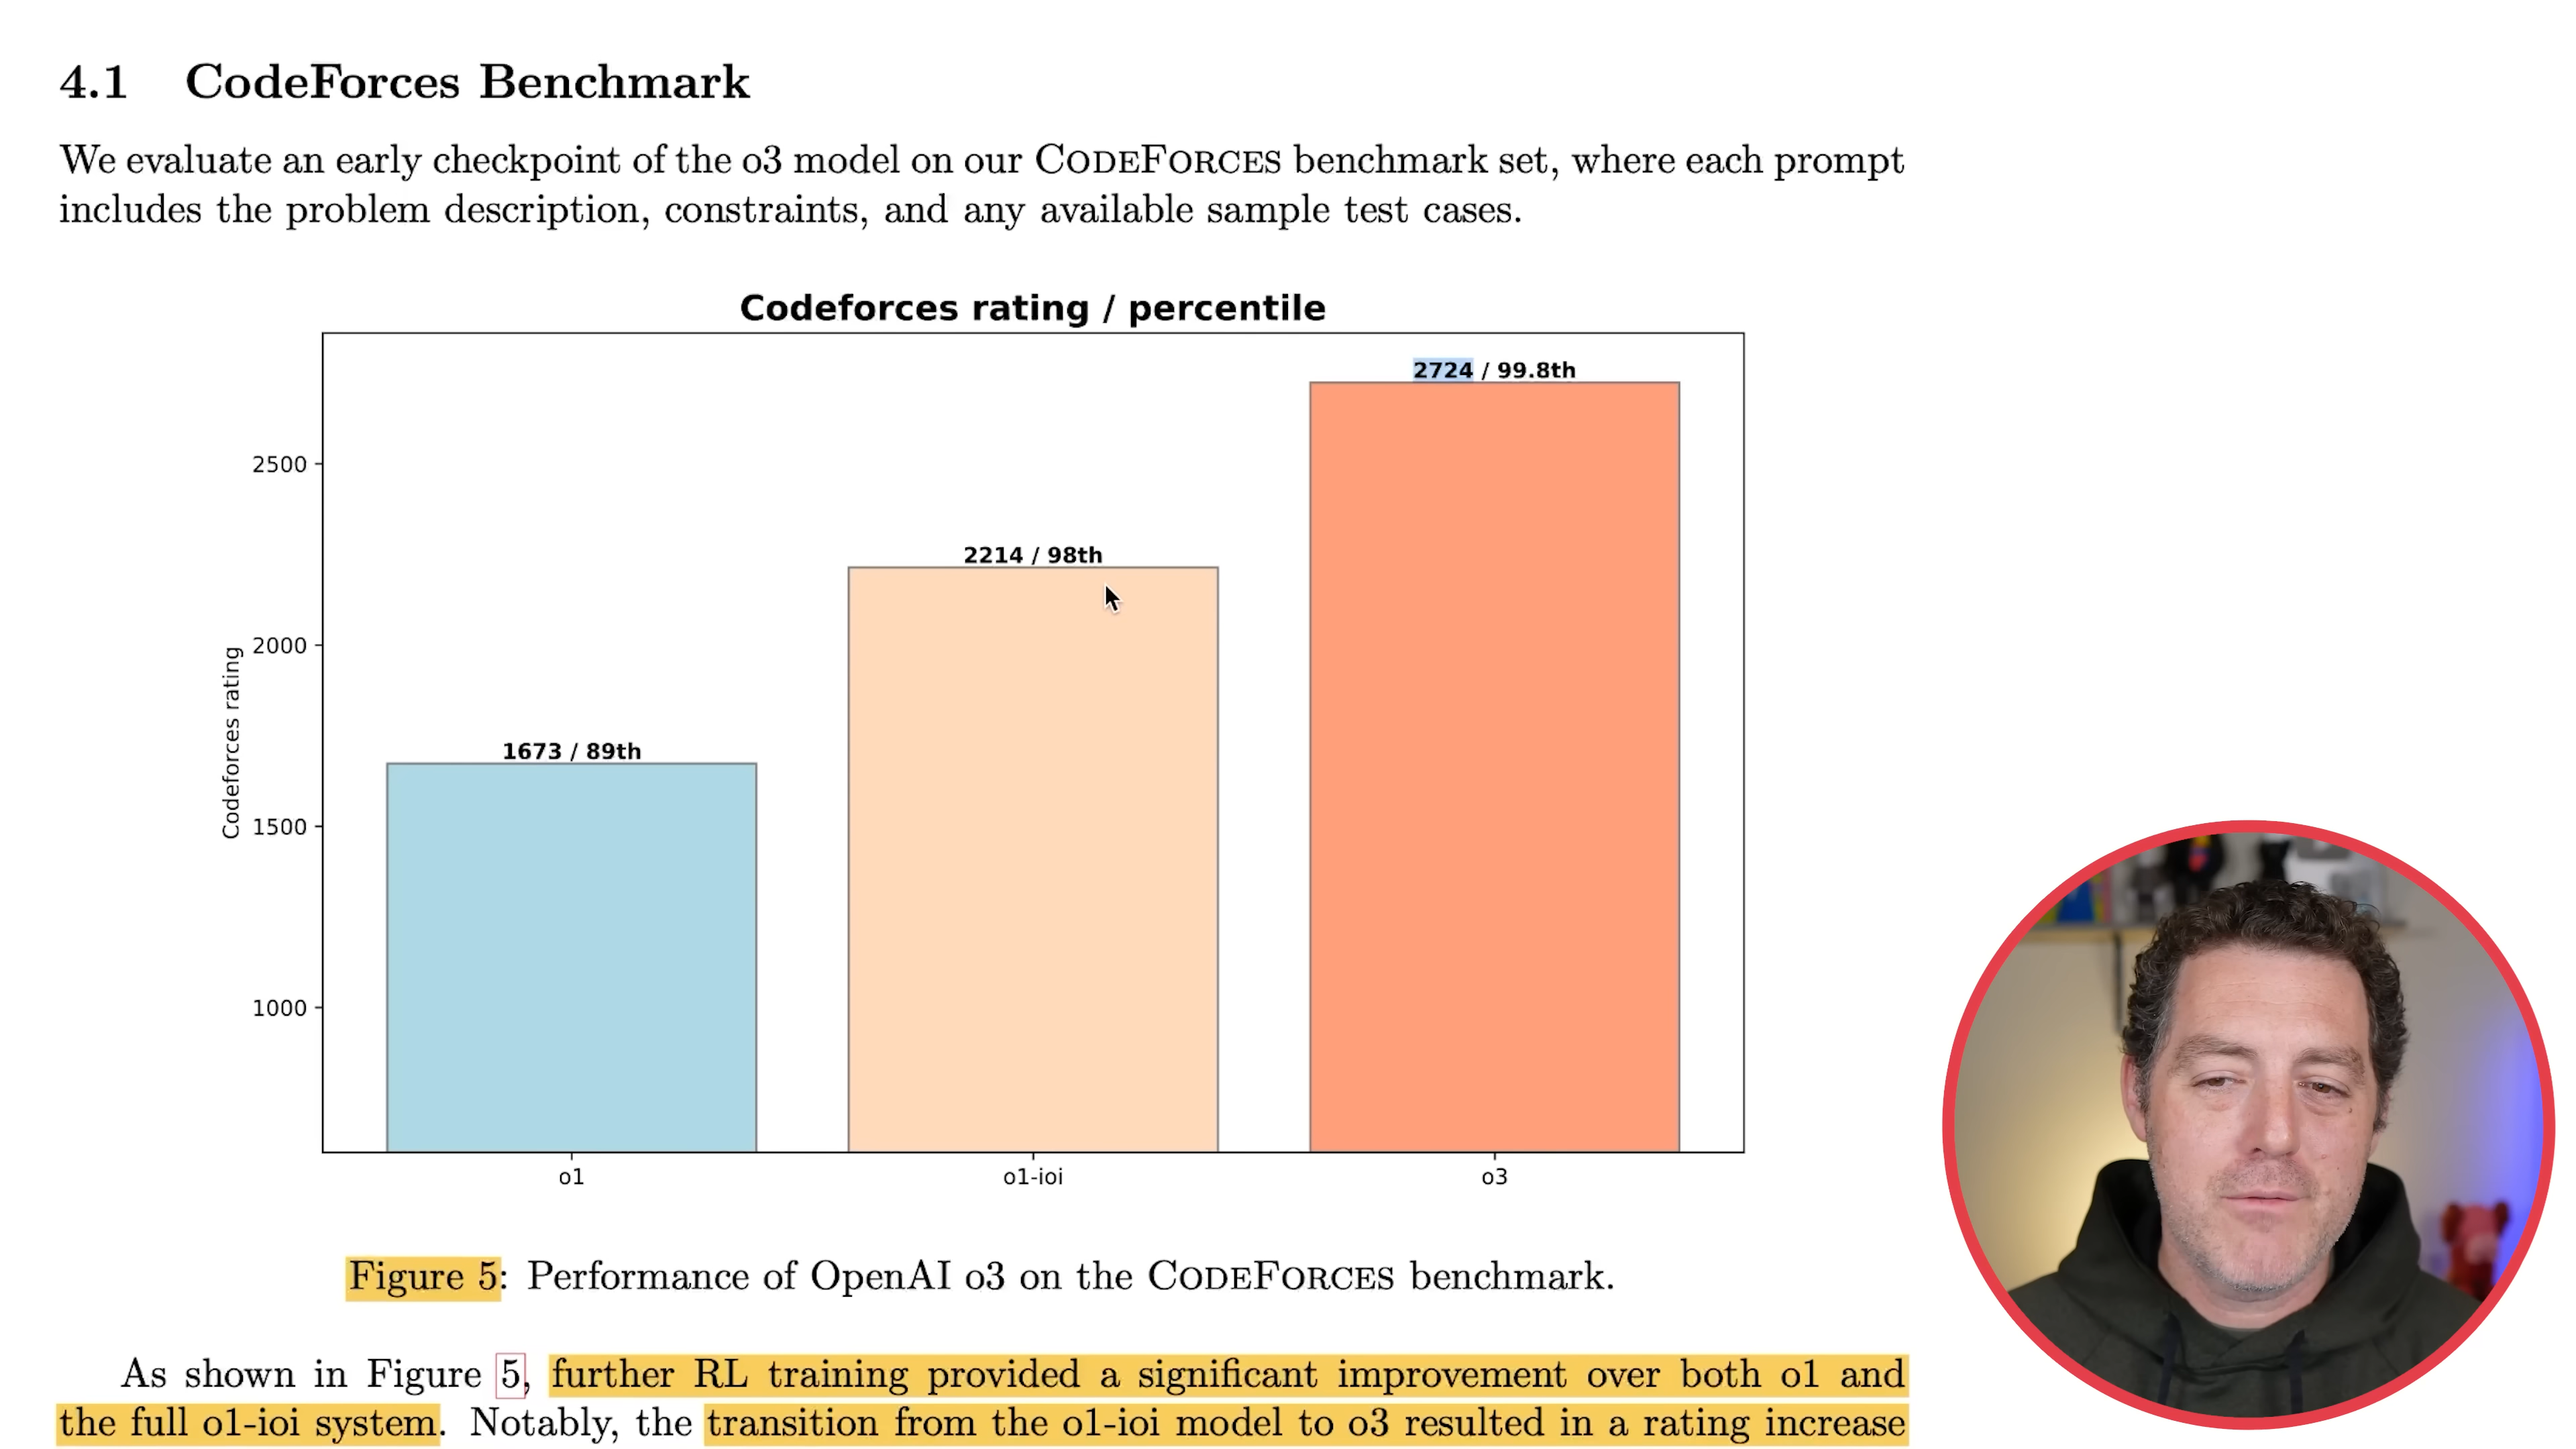 4.1 CodeForces Benchmark
We evaluate an early checkpoint of the o3 model on our CODEFORCES benchmark set, where each prompt
includes the problem description, constraints, and any available sample test cases.
Codeforces rating / percentile
2724 / 99.8th
2500
2214 / 98th
2000
1673 / 89th
1500
1000
Codeforces rating
o1
o1-ioi
o3
Figure 5: Performance of OpenAI o3 on the CODEFORCES benchmark.
As shown in Figure 5, further RL training provided a significant improvement over both o1 and
the full o1-ioi system. Notably, the transition from the o1-ioi model to o3 resulted in a rating increase